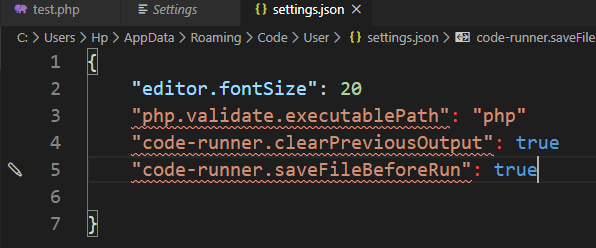 test.php Settings settings.json ×
C: > Users > Hp > AppData > Roaming > Code > User > settings.json > code-runner.saveFile
1 {
2 "editor.fontSize": 20
3 "php.validate.executablePath": "php"
4 "code-runner.clearPreviousOutput": true
5 "code-runner.saveFileBeforeRun": true
6
7 }